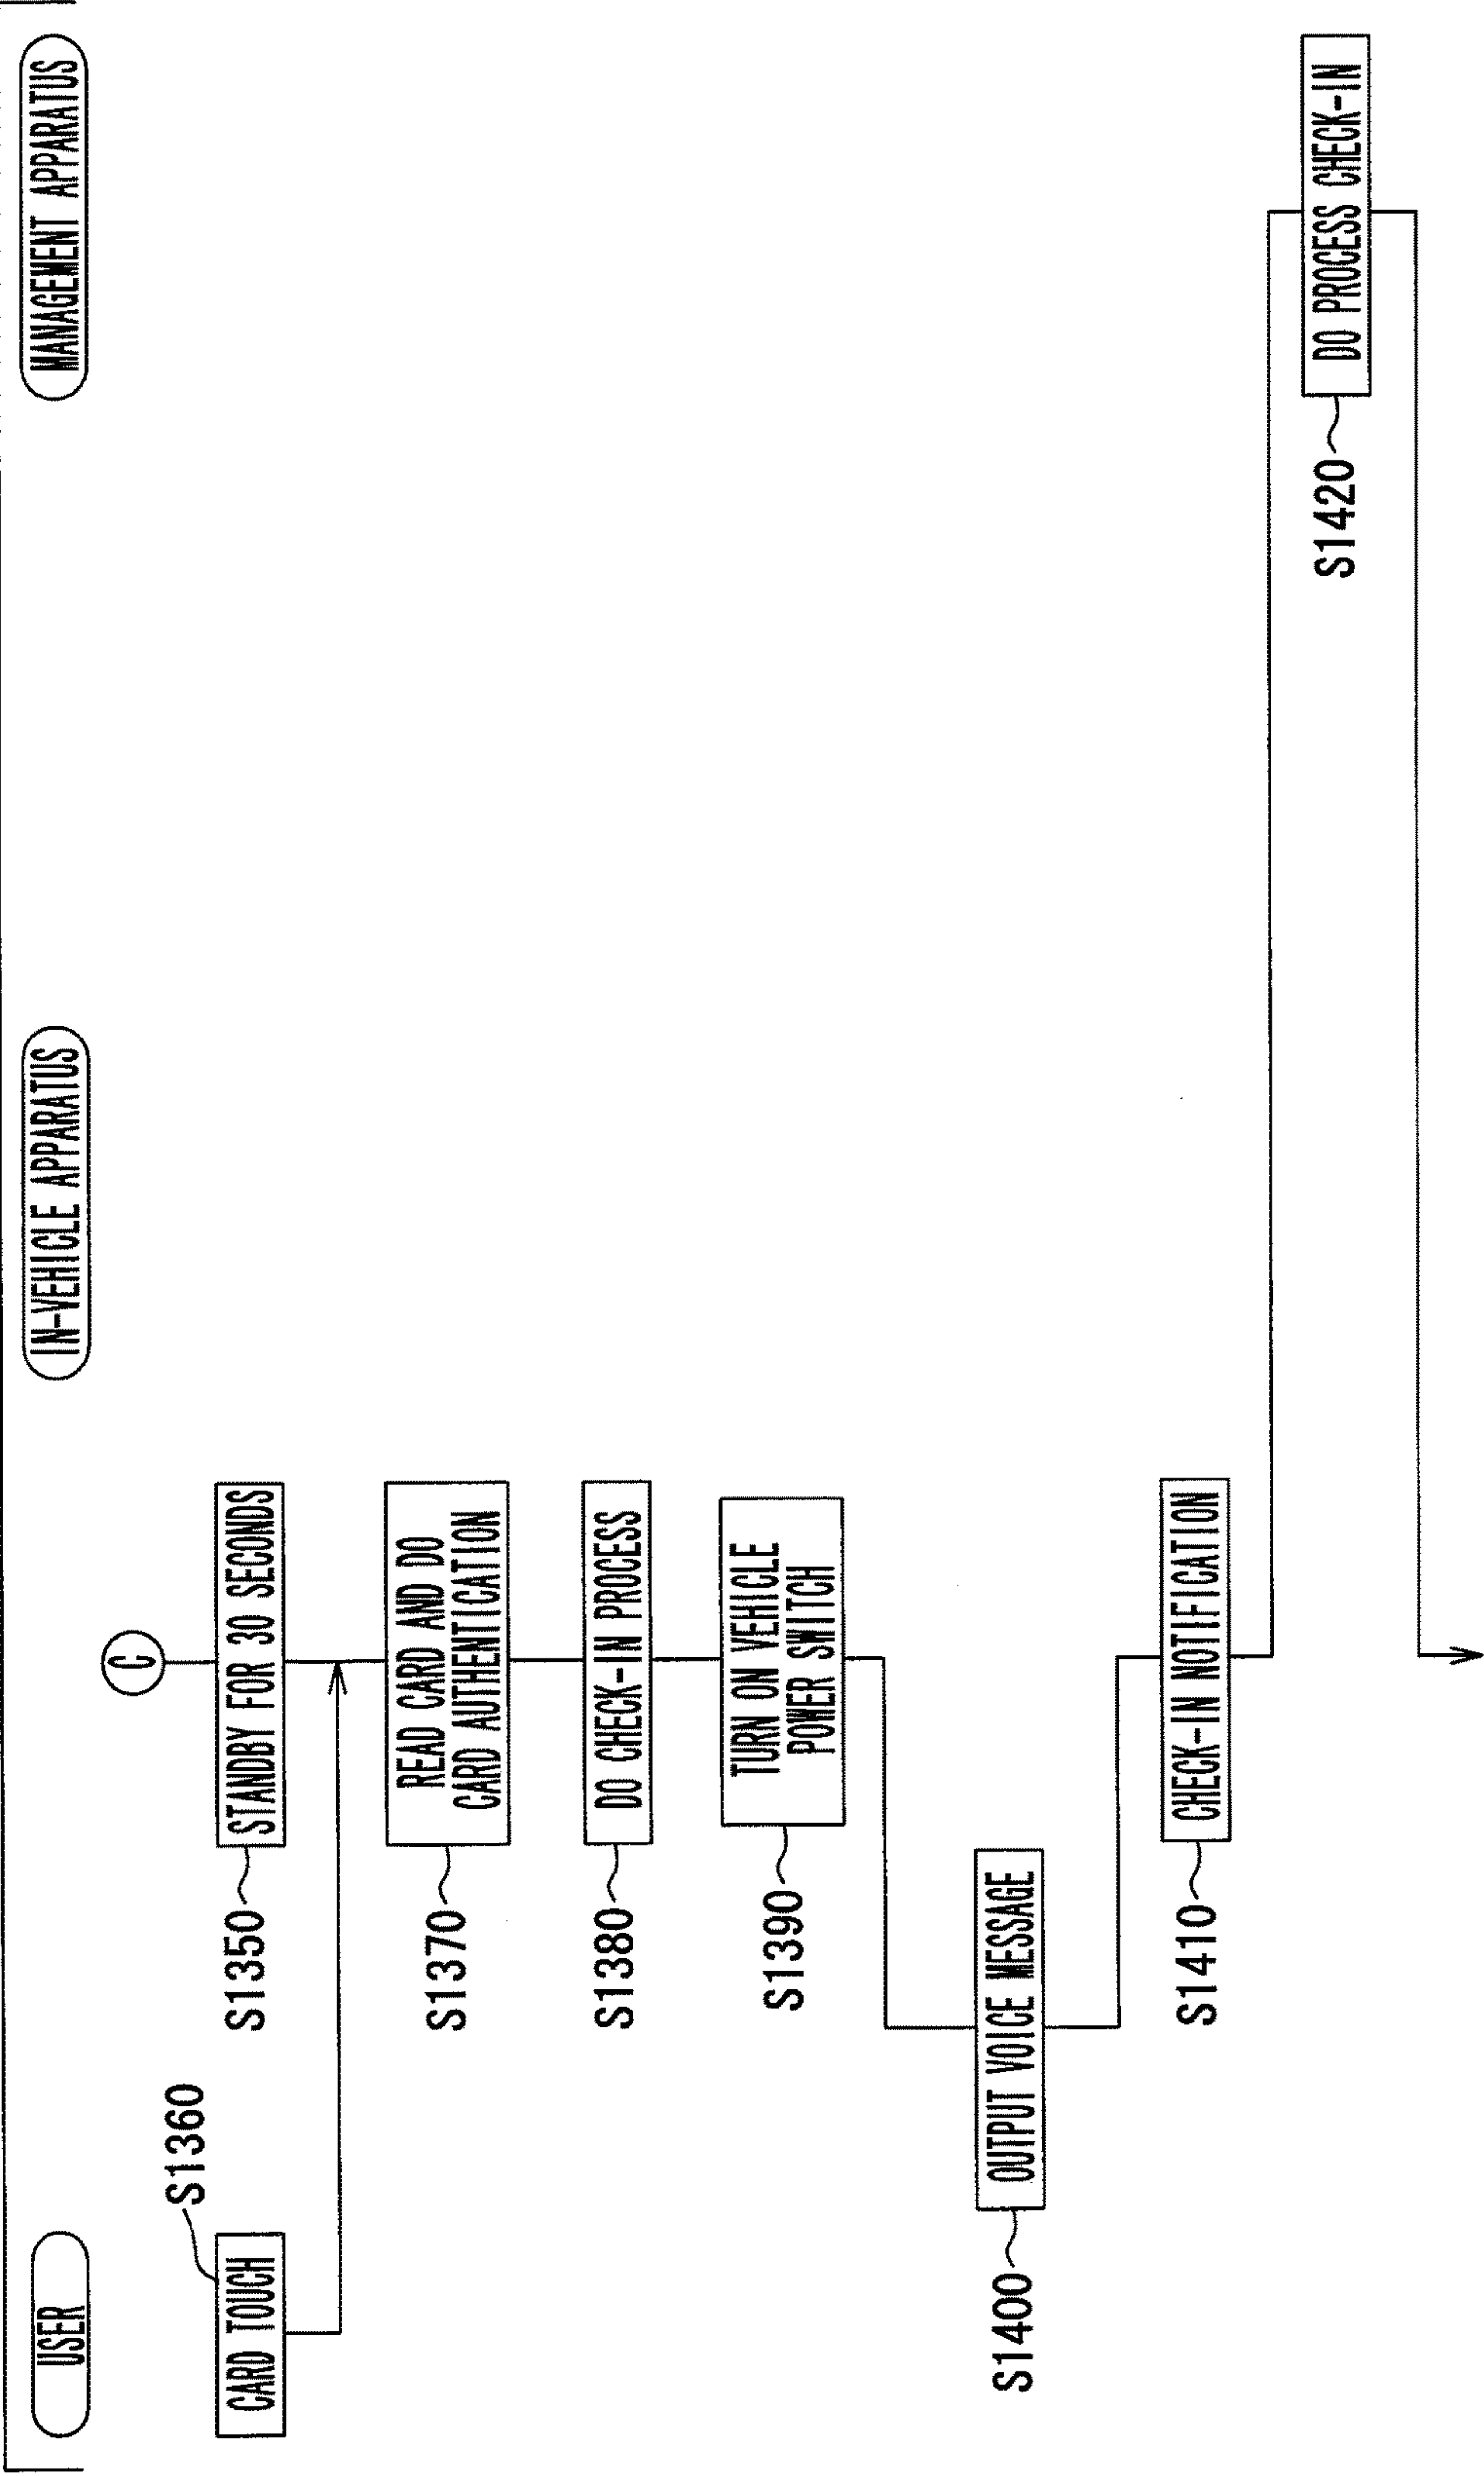 USER
IN-VEHICLE APPARATUS
MANAGEMENT APPARATUS
C
S1360
CARD TOUCH
S1350
STANDBY FOR 30 SECONDS
S1370
READ CARD AND DO
CARD AUTHENTICATION
S1380
DO CHECK-IN PROCESS
S1390
TURN ON VEHICLE
POWER SWITCH
S1400
OUTPUT VOICE MESSAGE
S1410
CHECK-IN NOTIFICATION
S1420
DO PROCESS CHECK-IN